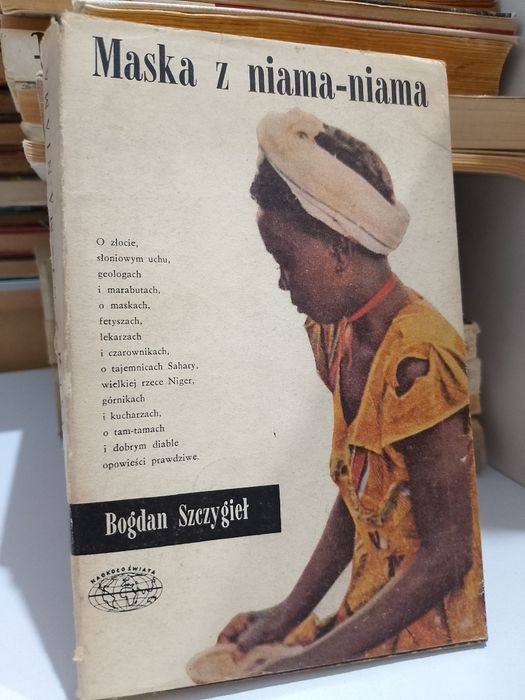 Maska z niama-niama
O złocie,
słoniowym uchu,
geologach
i marabutach,
o maskach,
fetyszach,
lekarzach
i czarownikach,
o tajemnicach Sahary,
wielkiej rzece Niger,
górnikach
i kucharzach,
o tam-tamach
i dobrym diable
opowieści prawdziwe.
Bogdan Szczygieł
NAOKOŁO ŚWIATA